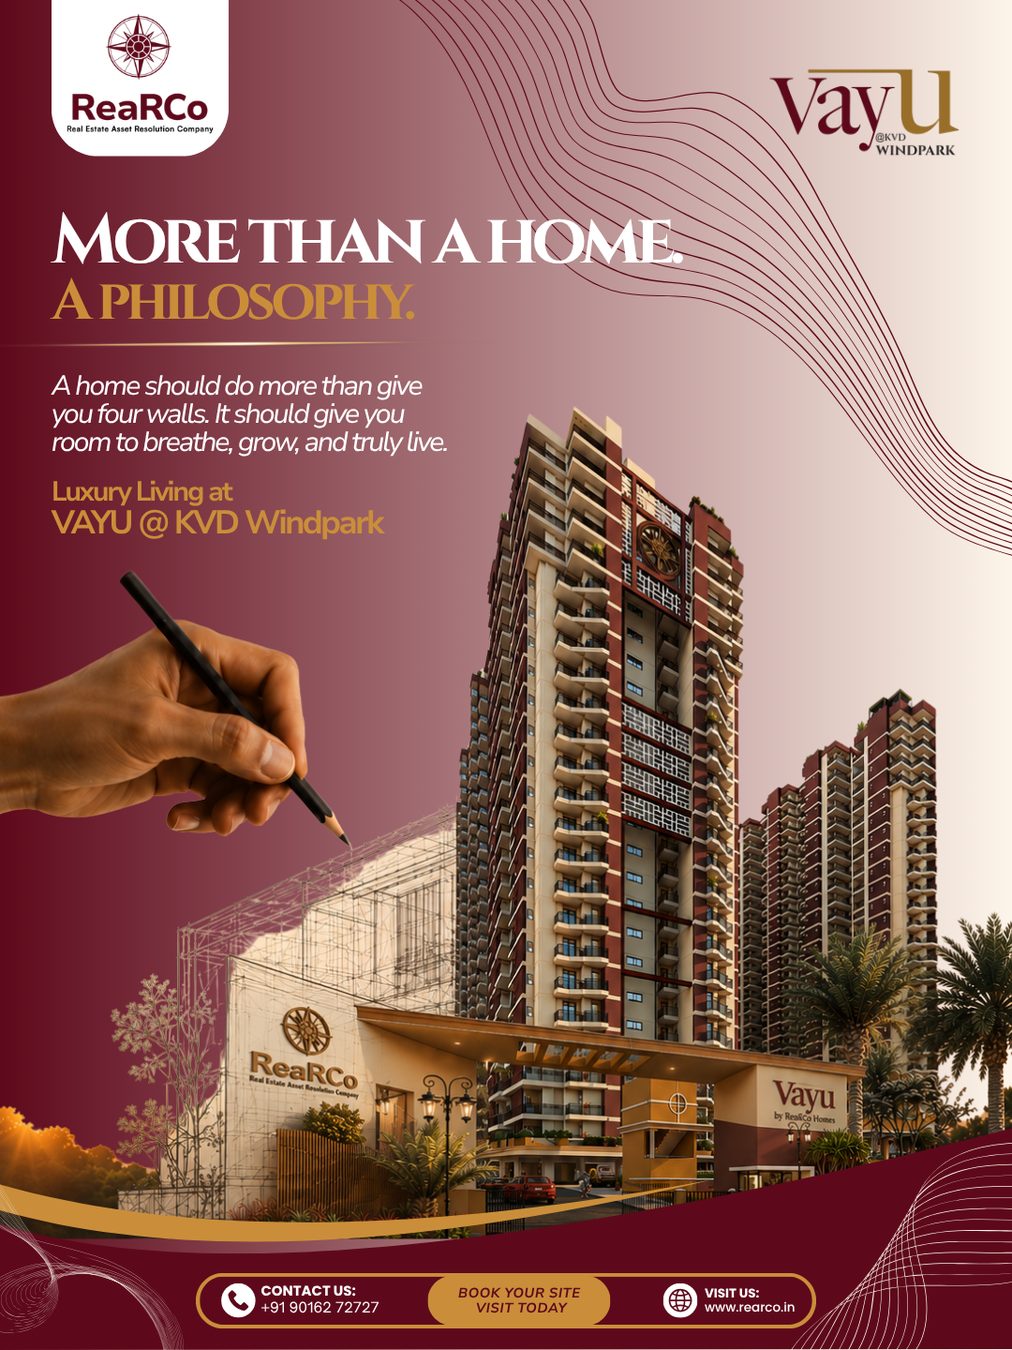 ReaRCo
Real Estate Asset Resolution Company
Vayu
@KVD
WINDPARK
MORE THAN A HOME.
A PHILOSOPHY.
A home should do more than give
you four walls. It should give you
room to breathe, grow, and truly live.
Luxury Living at
VAYU @ KVD Windpark
ReaRCo
Real Estate Asset Resolution Company
Vayu
by ReaRCo Homes
CONTACT US:
+91 90162 72727
BOOK YOUR SITE
VISIT TODAY
VISIT US:
www.rearco.in